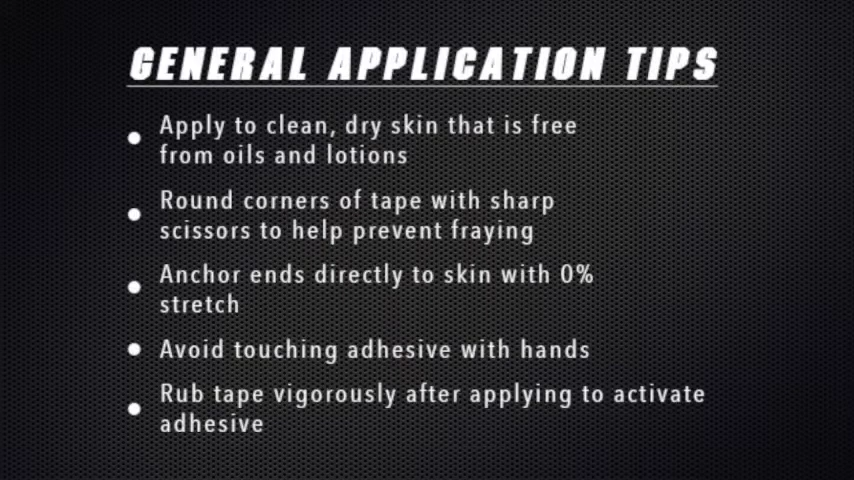 GENERAL APPLICATION TIPS
• Apply to clean, dry skin that is free
from oils and lotions
• Round corners of tape with sharp
scissors to help prevent fraying
• Anchor ends directly to skin with 0%
stretch
• Avoid touching adhesive with hands
• Rub tape vigorously after applying to activate
adhesive